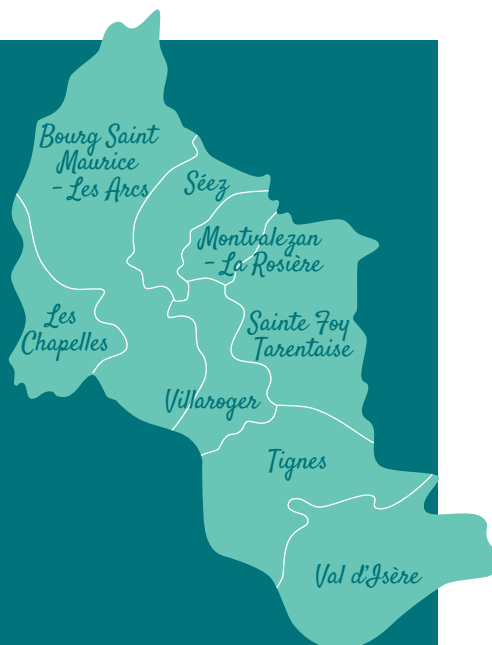 Bourg Saint
Maurice
- Les Arcs
Séez
Montvalezan
- La Rosière
Les
Chapelles
Sainte Foy
Tarentaise
Villaroger
Tignes
Val d'Isère